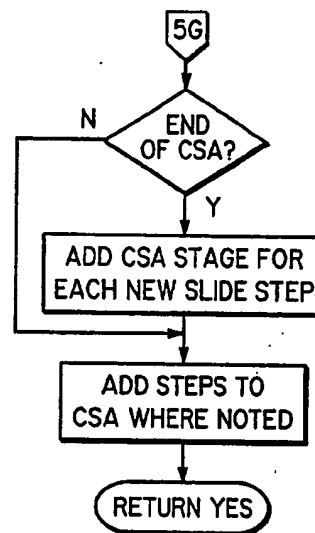 5G
END
OF CSA?
N
Y
ADD CSA STAGE FOR
EACH NEW SLIDE STEP
ADD STEPS TO
CSA WHERE NOTED
RETURN YES